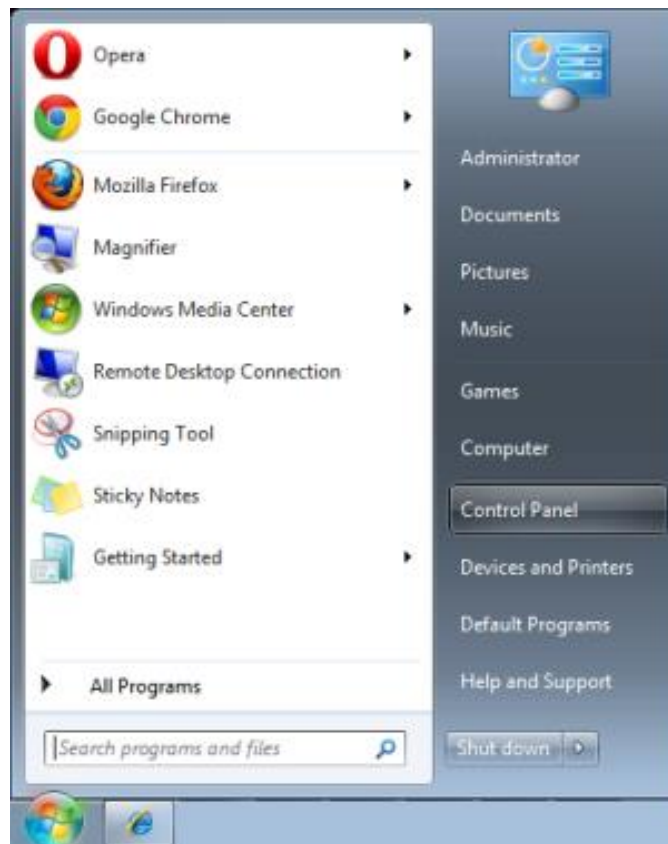 Opera
Google Chrome
Mozilla Firefox
Magnifier
Windows Media Center
Remote Desktop Connection
Snipping Tool
Sticky Notes
Getting Started
All Programs
Search programs and files
Administrator
Documents
Pictures
Music
Games
Computer
Control Panel
Devices and Printers
Default Programs
Help and Support
Shut down